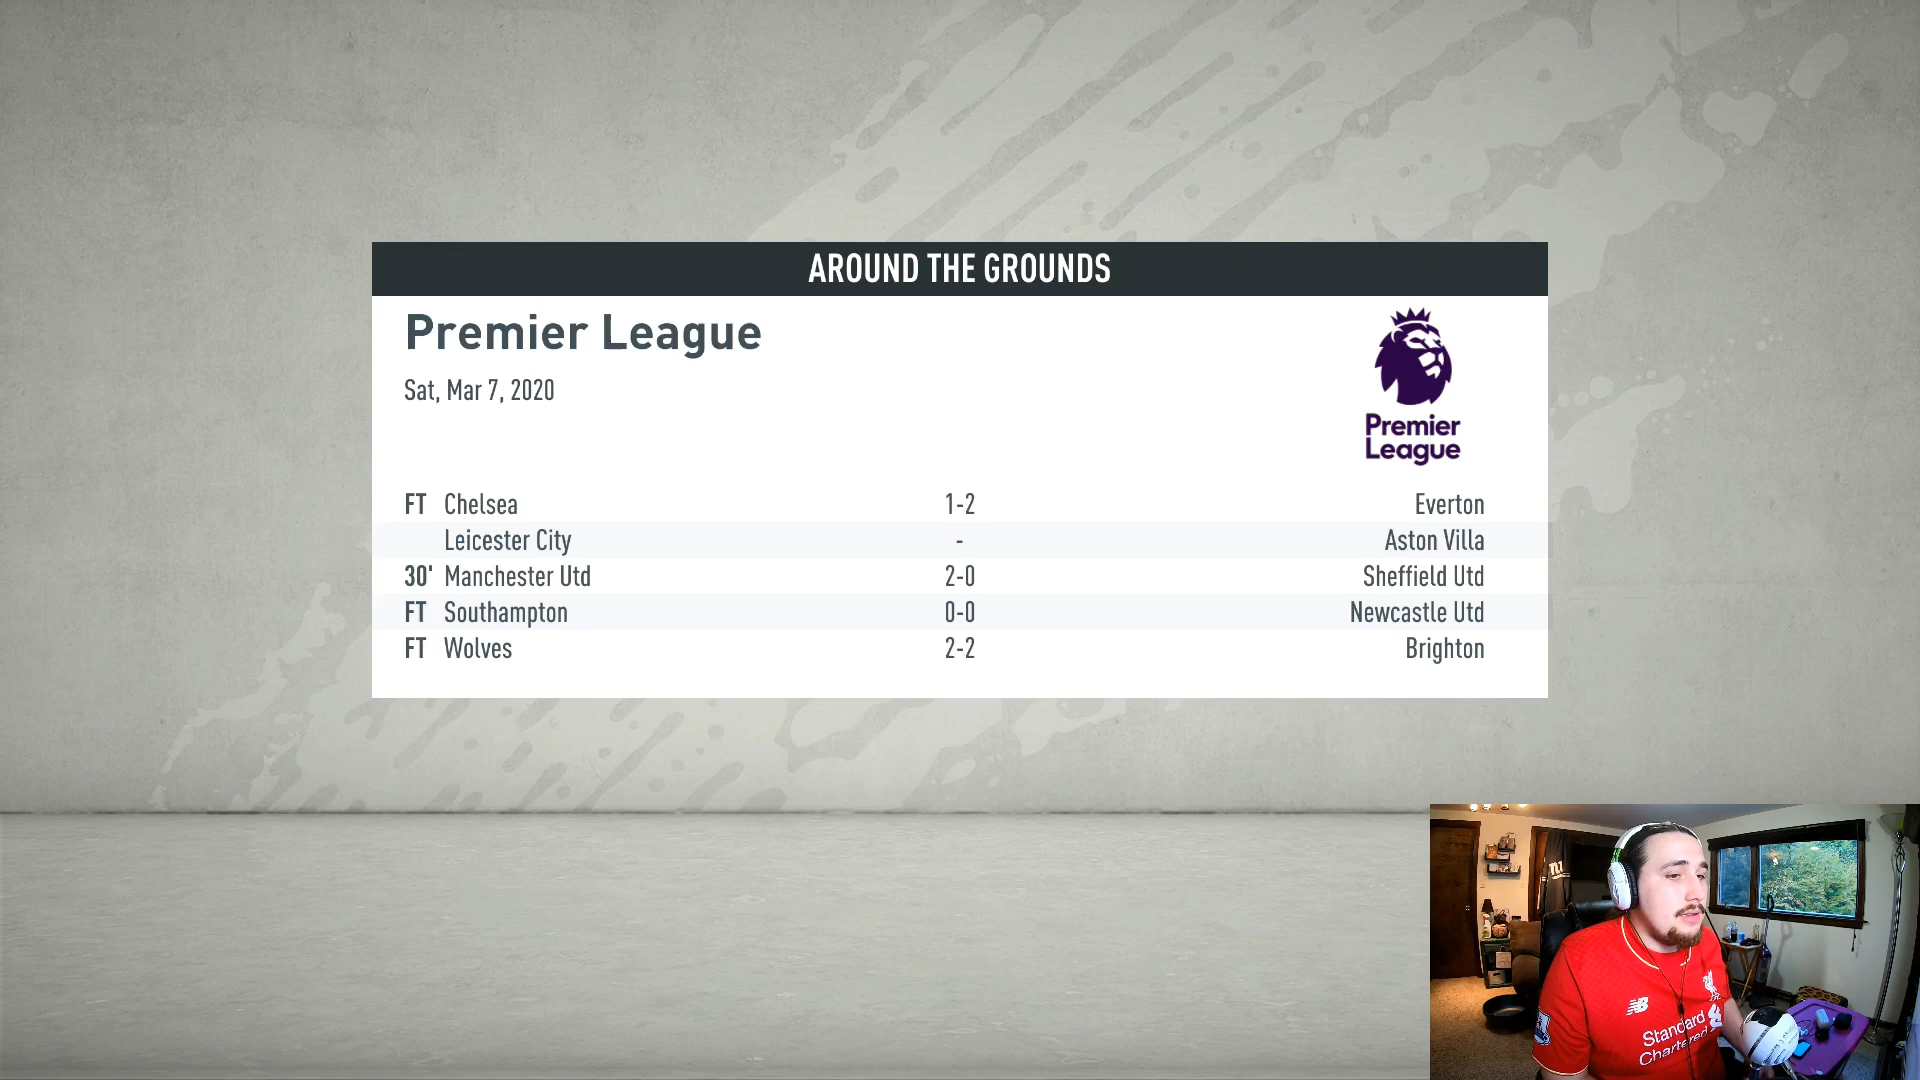 AROUND THE GROUNDS
Premier League
Sat, Mar 7, 2020
Premier
League
FT Chelsea 1-2 Everton
Leicester City - Aston Villa
30' Manchester Utd 2-0 Sheffield Utd
FT Southampton 0-0 Newcastle Utd
FT Wolves 2-2 Brighton
NB
Standard
Chartered